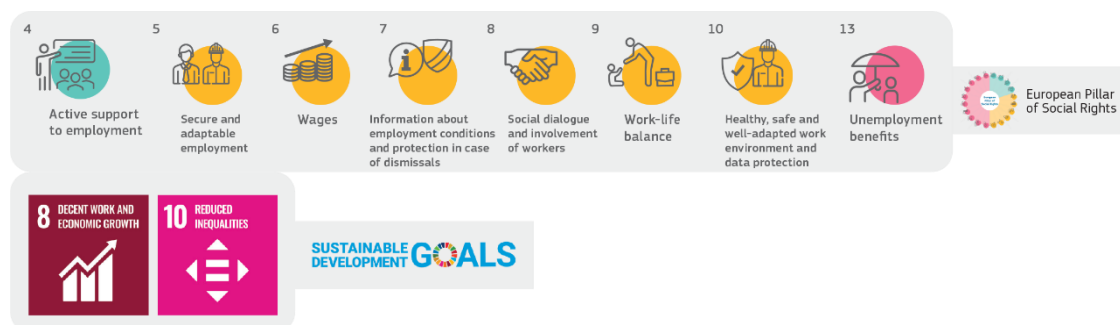 4
Active support
to employment
5
Secure and
adaptable
employment
6
Wages
7
Information about
employment conditions
and protection in case
of dismissals
8
Social dialogue
and involvement
of workers
9
Work-life
balance
10
Healthy, safe and
well-adapted work
environment and
data protection
13
Unemployment
benefits
European Pillar
of Social Rights
8 DECENT WORK AND
ECONOMIC GROWTH
10 REDUCED
INEQUALITIES
SUSTAINABLE
DEVELOPMENT
GOALS